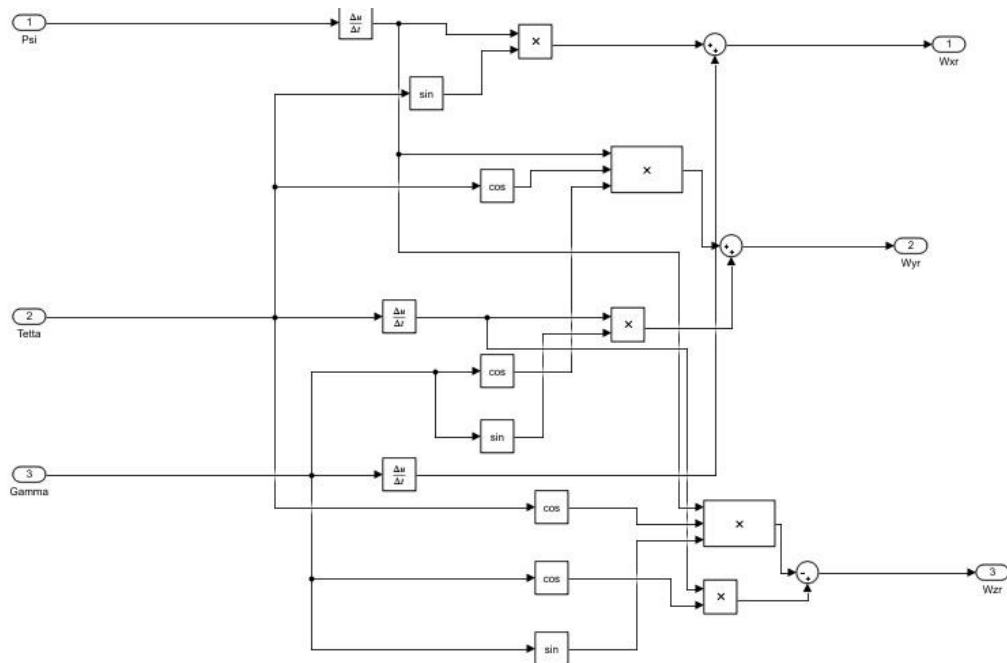 1
Psi
Δu
Δt
×
+
+
1
Wxr
sin
×
cos
+
+
2
Wyr
2
Tetta
Δu
Δt
×
cos
sin
3
Gamma
Δu
Δt
cos
×
cos
×
-
+
3
Wzr
sin